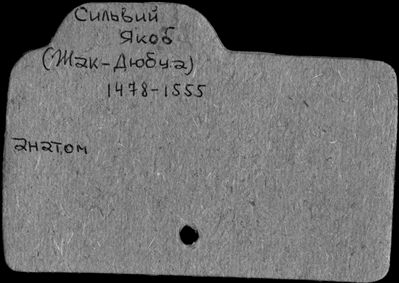 Сильвий
Якоб
(Жак-Дюбуа)
1478-1555
анатом